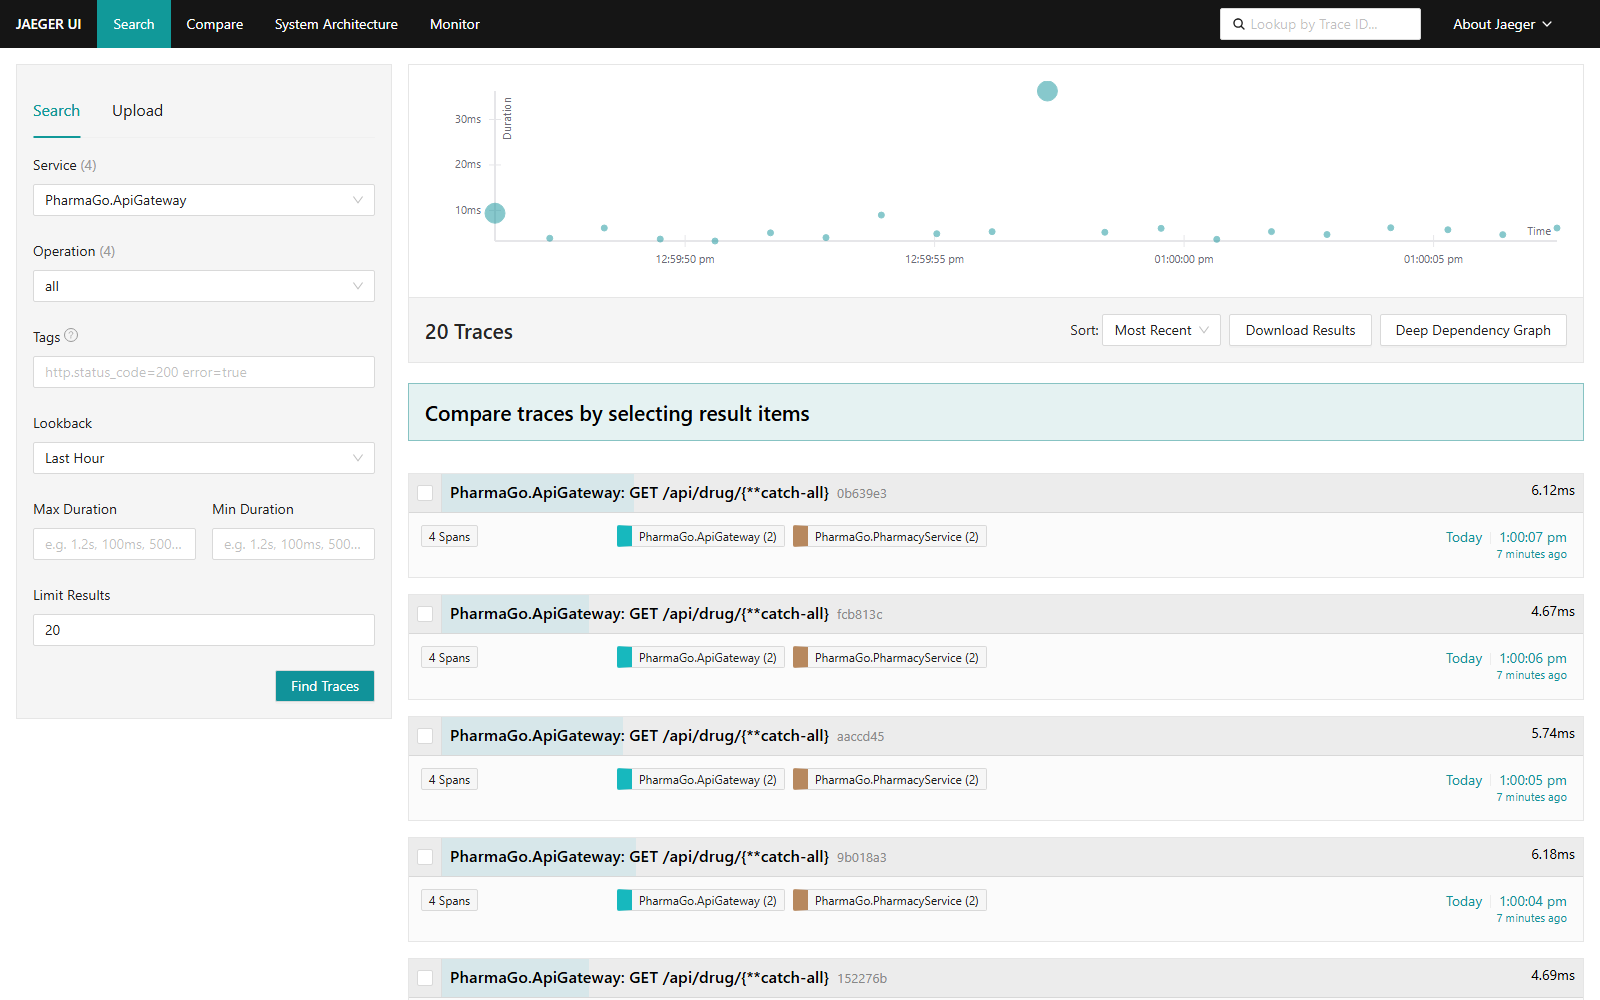 JAEGER UI Search Compare System Architecture Monitor Lookup by Trace ID... About Jaeger
Search Upload
Service (4)
PharmaGo.ApiGateway
Operation (4)
all
Tags ?
http.status_code=200 error=true
Lookback
Last Hour
Max Duration Min Duration
e.g. 1.2s, 100ms, 500... e.g. 1.2s, 100ms, 500...
Limit Results
20
Find Traces
Duration
30ms
20ms
10ms
Time
12:59:50 pm 12:59:55 pm 01:00:00 pm 01:00:05 pm
20 Traces Sort: Most Recent Download Results Deep Dependency Graph
Compare traces by selecting result items
PharmaGo.ApiGateway: GET /api/drug/{**catch-all} 0b639e3 6.12ms
4 Spans PharmaGo.ApiGateway (2) PharmaGo.PharmacyService (2) Today 1:00:07 pm
7 minutes ago
PharmaGo.ApiGateway: GET /api/drug/{**catch-all} fcb813c 4.67ms
4 Spans PharmaGo.ApiGateway (2) PharmaGo.PharmacyService (2) Today 1:00:06 pm
7 minutes ago
PharmaGo.ApiGateway: GET /api/drug/{**catch-all} aaccd45 5.74ms
4 Spans PharmaGo.ApiGateway (2) PharmaGo.PharmacyService (2) Today 1:00:05 pm
7 minutes ago
PharmaGo.ApiGateway: GET /api/drug/{**catch-all} 9b018a3 6.18ms
4 Spans PharmaGo.ApiGateway (2) PharmaGo.PharmacyService (2) Today 1:00:04 pm
7 minutes ago
PharmaGo.ApiGateway: GET /api/drug/{**catch-all} 152276b 4.69ms